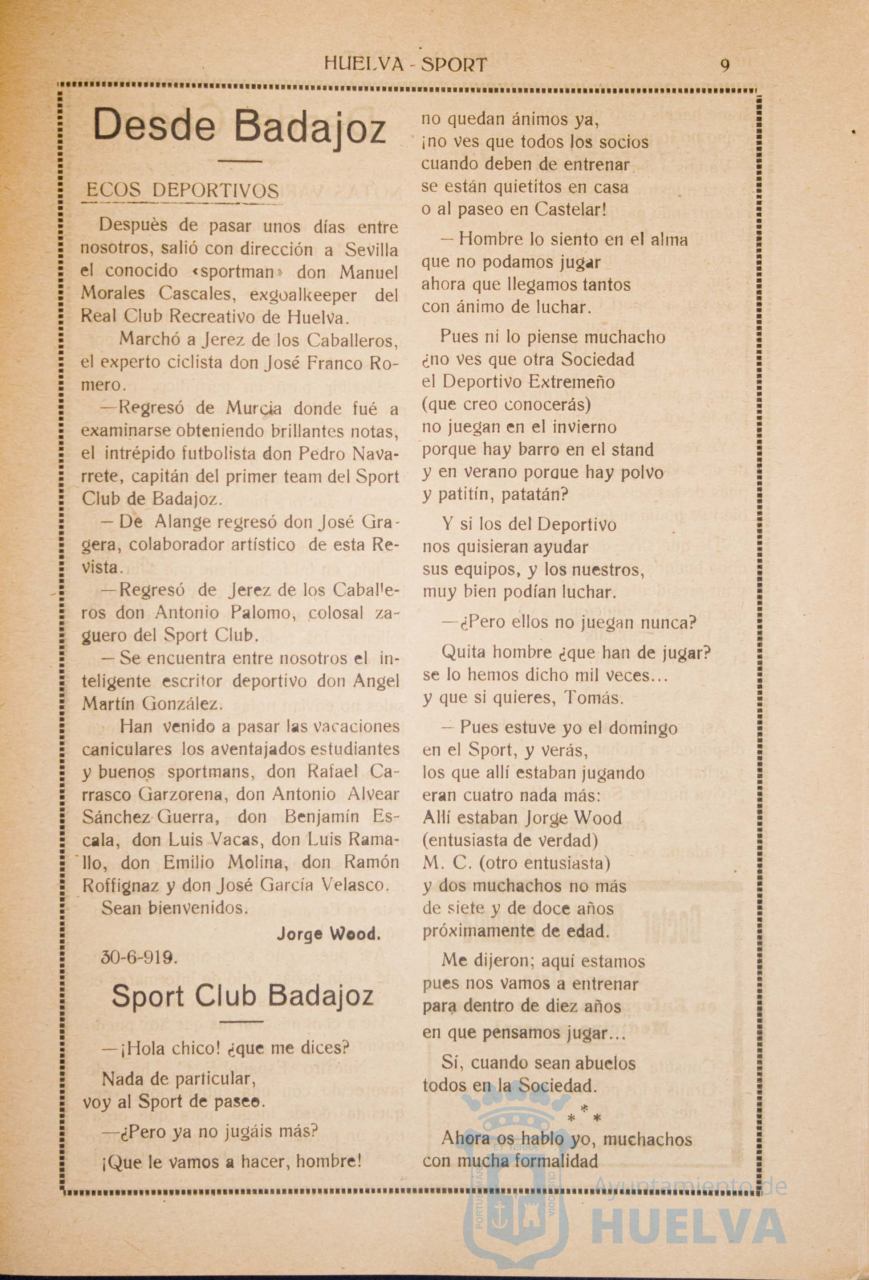 HUELVA - SPORT
9
Desde Badajoz
ECOS DEPORTIVOS
Despuès de pasar unos días entre
nosotros, salió con dirección a Sevilla
el conocido «sportman» don Manuel
Morales Cascales, exgoalkeeper del
Real Club Recreativo de Huelva.
Marchó a Jerez de los Caballeros,
el experto ciclista don José Franco Ro-
mero.
—Regresó de Murcia donde fué a
examinarse obteniendo brillantes notas,
el intrépido futbolista don Pedro Nava-
rrete, capitán del primer team del Sport
Club de Badajoz.
— De Alange regresó don José Gra-
gera, colaborador artístico de esta Re-
vista.
—Regresó de Jerez de los Caballe-
ros don Antonio Palomo, colosal za-
guero del Sport Club.
— Se encuentra entre nosotros el in-
teligente escritor deportivo don Angel
Martín González.
Han venido a pasar las vacaciones
caniculares los aventajados estudiantes
y buenos sportmans, don Rafael Ca-
rrasco Garzorena, don Antonio Alvear
Sánchez Guerra, don Benjamín Es-
cala, don Luis Vacas, don Luis Rama-
llo, don Emilio Molina, don Ramón
Roffignaz y don José García Velasco.
Sean bienvenidos.
Jorge Wood.
30-6-919.
Sport Club Badajoz
—¡Hola chico! ¿que me dices?
Nada de particular,
voy al Sport de paseo.
—¿Pero ya no jugáis más?
¡Que le vamos a hacer, hombre!
no quedan ánimos ya,
¡no ves que todos los socios
cuando deben de entrenar
se están quietitos en casa
o al paseo en Castelar!
— Hombre lo siento en el alma
que no podamos jugar
ahora que llegamos tantos
con ánimo de luchar.
Pues ni lo piense muchacho
¿no ves que otra Sociedad
el Deportivo Extremeño
(que creo conocerás)
no juegan en el invierno
porque hay barro en el stand
y en verano porque hay polvo
y patitín, patatán?
Y si los del Deportivo
nos quisieran ayudar
sus equipos, y los nuestros,
muy bien podían luchar.
—¿Pero ellos no juegan nunca?
Quita hombre ¿que han de jugar?
se lo hemos dicho mil veces...
y que si quieres, Tomás.
— Pues estuve yo el domingo
en el Sport, y verás,
los que allí estaban jugando
eran cuatro nada más:
Allí estaban Jorge Wood
(entusiasta de verdad)
M. C. (otro entusiasta)
y dos muchachos no más
de siete y de doce años
próximamente de edad.
Me dijeron; aquí estamos
pues nos vamos a entrenar
para dentro de diez años
en que pensamos jugar...
Sí, cuando sean abuelos
todos en la Sociedad.
* * *
Ahora os hablo yo, muchachos
con mucha formalidad
Ayuntamiento de
HUELVA